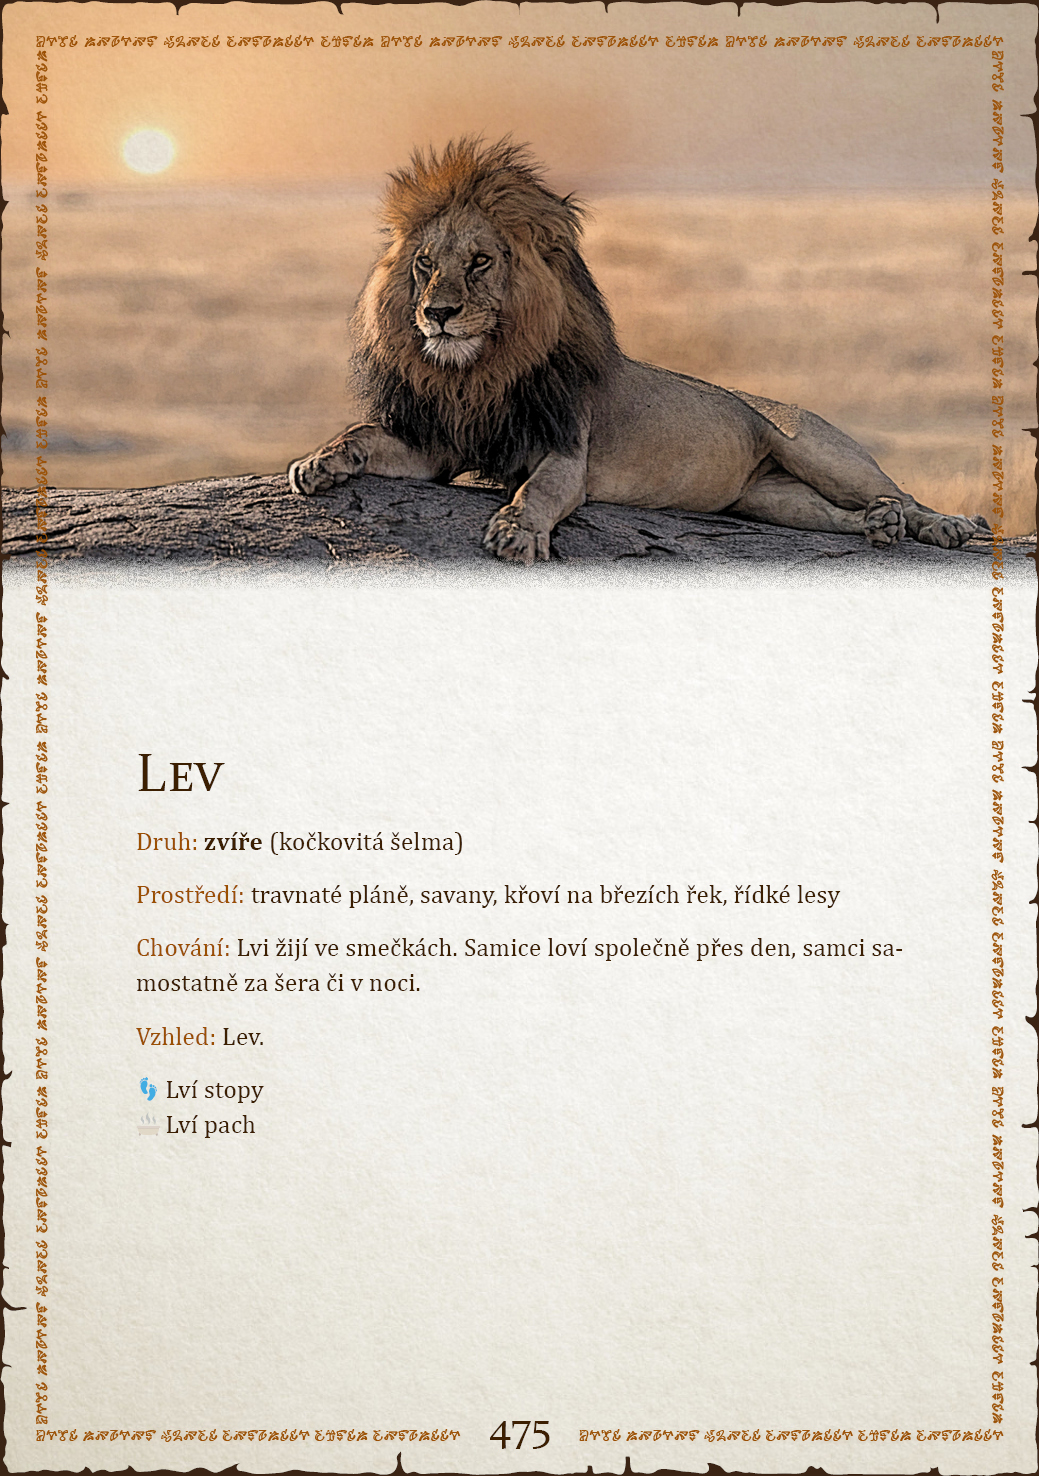 Lev
Druh: zvíře (kočkovitá šelma)
Prostředí: travnaté pláně, savany, křoví na březích řek, řídké lesy
Chování: Lvi žijí ve smečkách. Samice loví společně přes den, samci sa-
mostatně za šera či v noci.
Vzhled: Lev.
Lví stopy
Lví pach
475